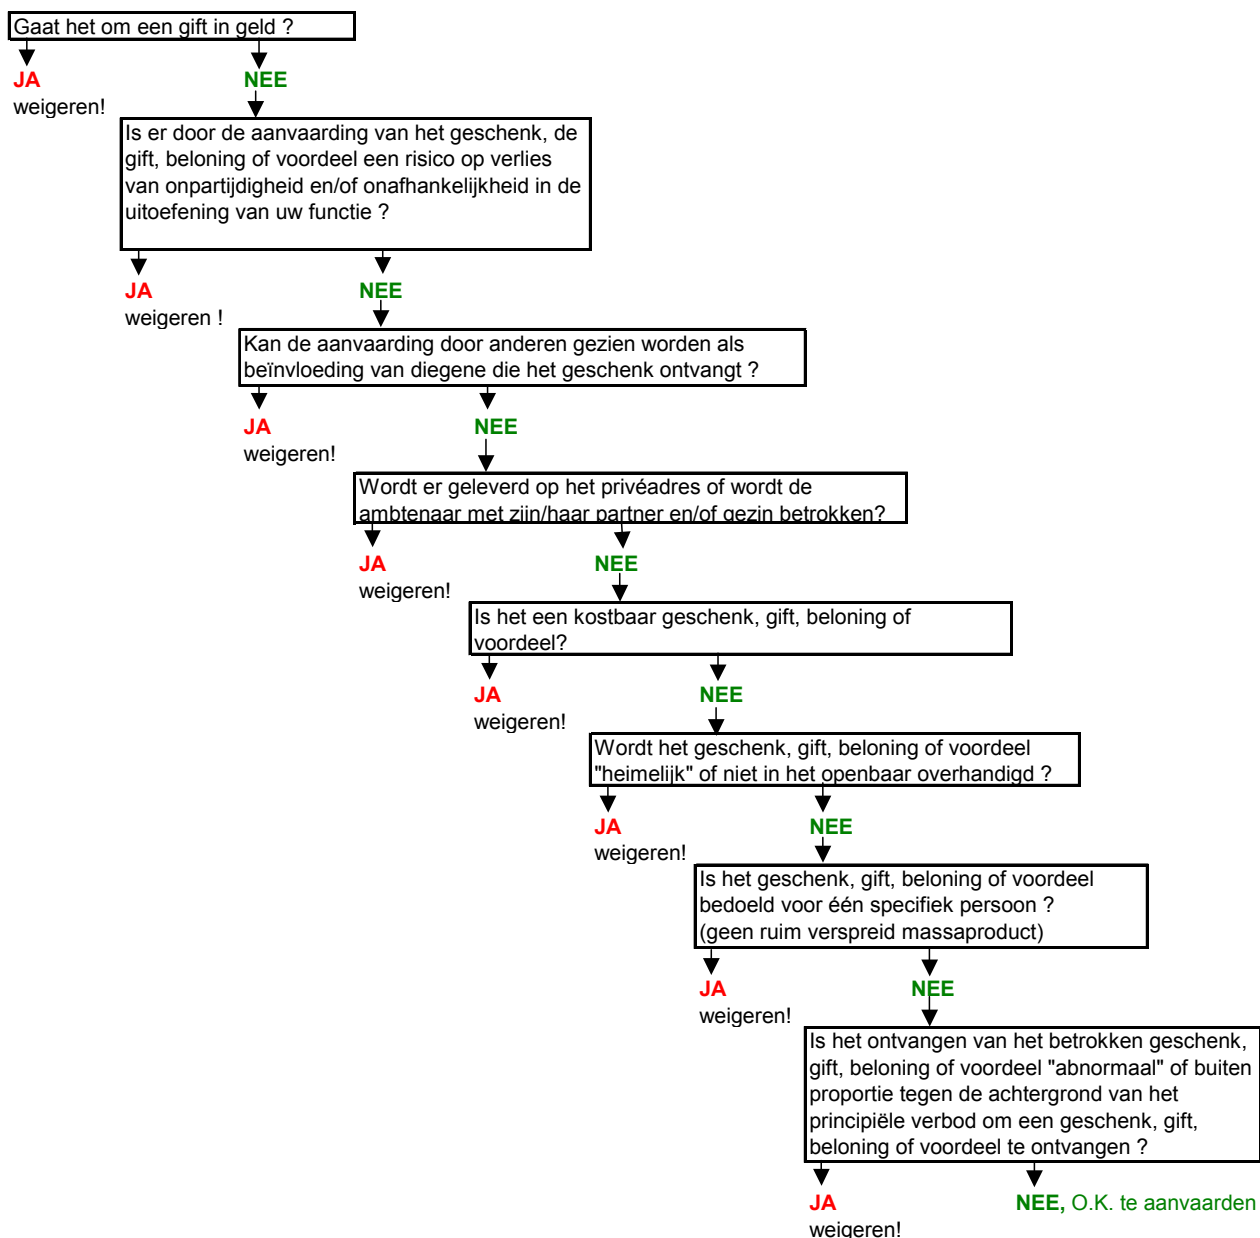 Gaat het om een gift in geld ?
JA
NEE
weigeren!
Is er door de aanvaarding van het geschenk, de
gift, beloning of voordeel een risico op verlies
van onpartijdigheid en/of onafhankelijkheid in de
uitoefening van uw functie ?
JA
NEE
weigeren !
Kan de aanvaarding door anderen gezien worden als
beïnvloeding van diegene die het geschenk ontvangt ?
JA
NEE
weigeren!
Wordt er geleverd op het privéadres of wordt de
ambtenaar met zijn/haar partner en/of gezin betrokken?
JA
NEE
weigeren!
Is het een kostbaar geschenk, gift, beloning of
voordeel?
JA
NEE
weigeren!
Wordt het geschenk, gift, beloning of voordeel
"heimelijk" of niet in het openbaar overhandigd ?
JA
NEE
weigeren!
Is het geschenk, gift, beloning of voordeel
bedoeld voor één specifiek persoon ?
(geen ruim verspreid massaproduct)
JA
NEE
weigeren!
Is het ontvangen van het betrokken geschenk,
gift, beloning of voordeel "abnormaal" of buiten
proportie tegen de achtergrond van het
principiële verbod om een geschenk, gift,
beloning of voordeel te ontvangen ?
JA
NEE, O.K. te aanvaarden
weigeren!